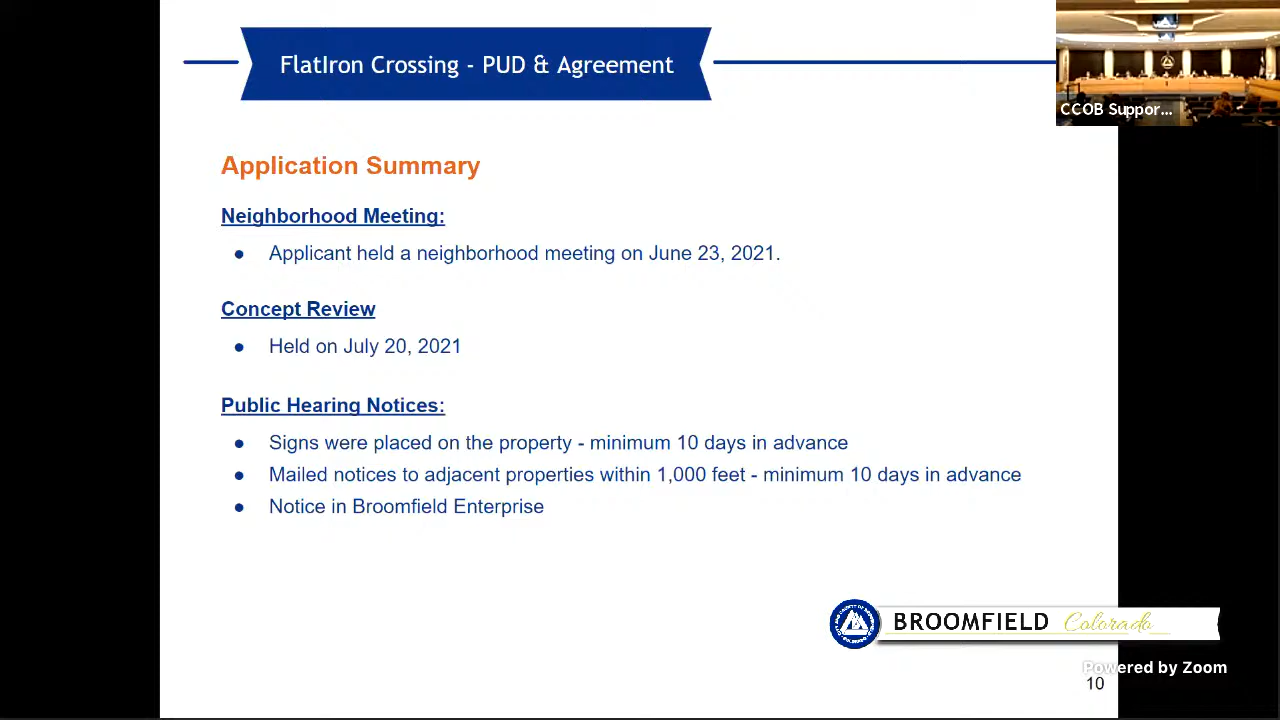 FlatIron Crossing - PUD & Agreement
CCOB Suppor...
Application Summary
Neighborhood Meeting:
● Applicant held a neighborhood meeting on June 23, 2021.
Concept Review
● Held on July 20, 2021
Public Hearing Notices:
● Signs were placed on the property - minimum 10 days in advance
● Mailed notices to adjacent properties within 1,000 feet - minimum 10 days in advance
● Notice in Broomfield Enterprise
BROOMFIELD Colorado
Powered by Zoom
10